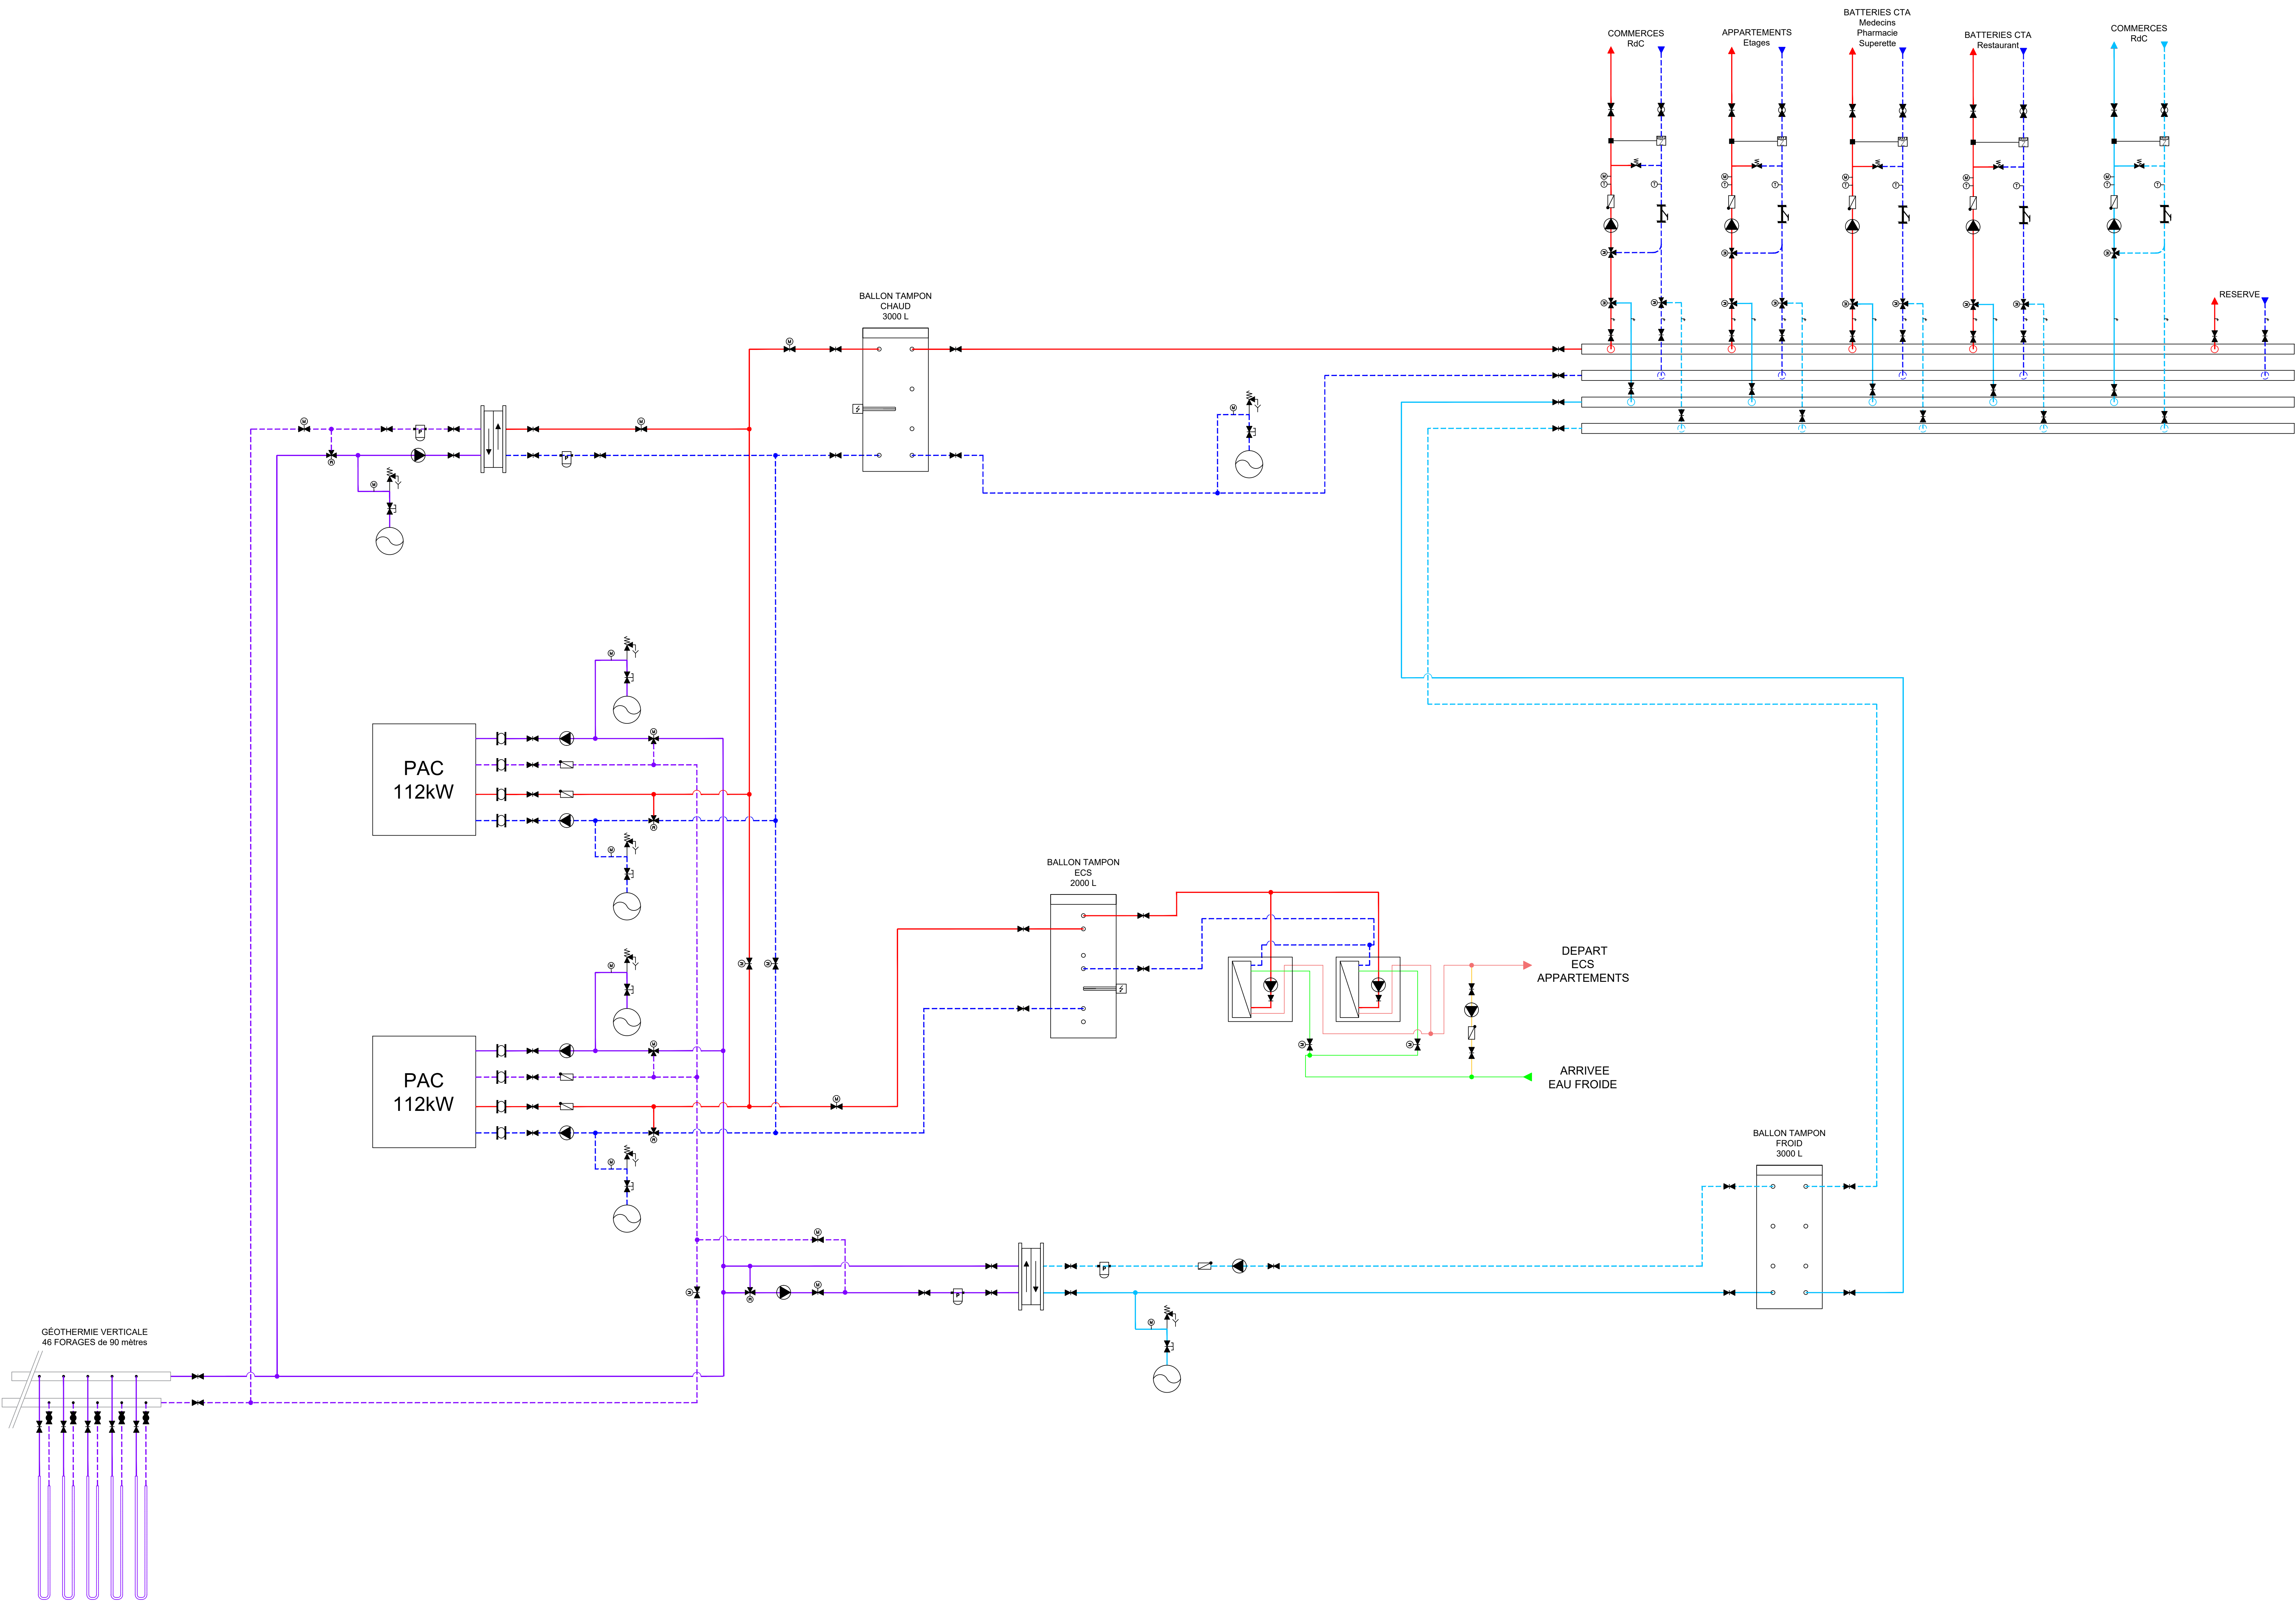 BATTERIES CTA
Medecins
Pharmacie
Superette
COMMERCES
RdC
APPARTEMENTS
Etages
BATTERIES CTA
Restaurant
COMMERCES
RdC
RESERVE
BALLON TAMPON
CHAUD
3000 L
PAC
112kW
BALLON TAMPON
ECS
2000 L
DEPART
ECS
APPARTEMENTS
PAC
112kW
ARRIVEE
EAU FROIDE
BALLON TAMPON
FROID
3000 L
GÉOTHERMIE VERTICALE
46 FORAGES de 90 mètres